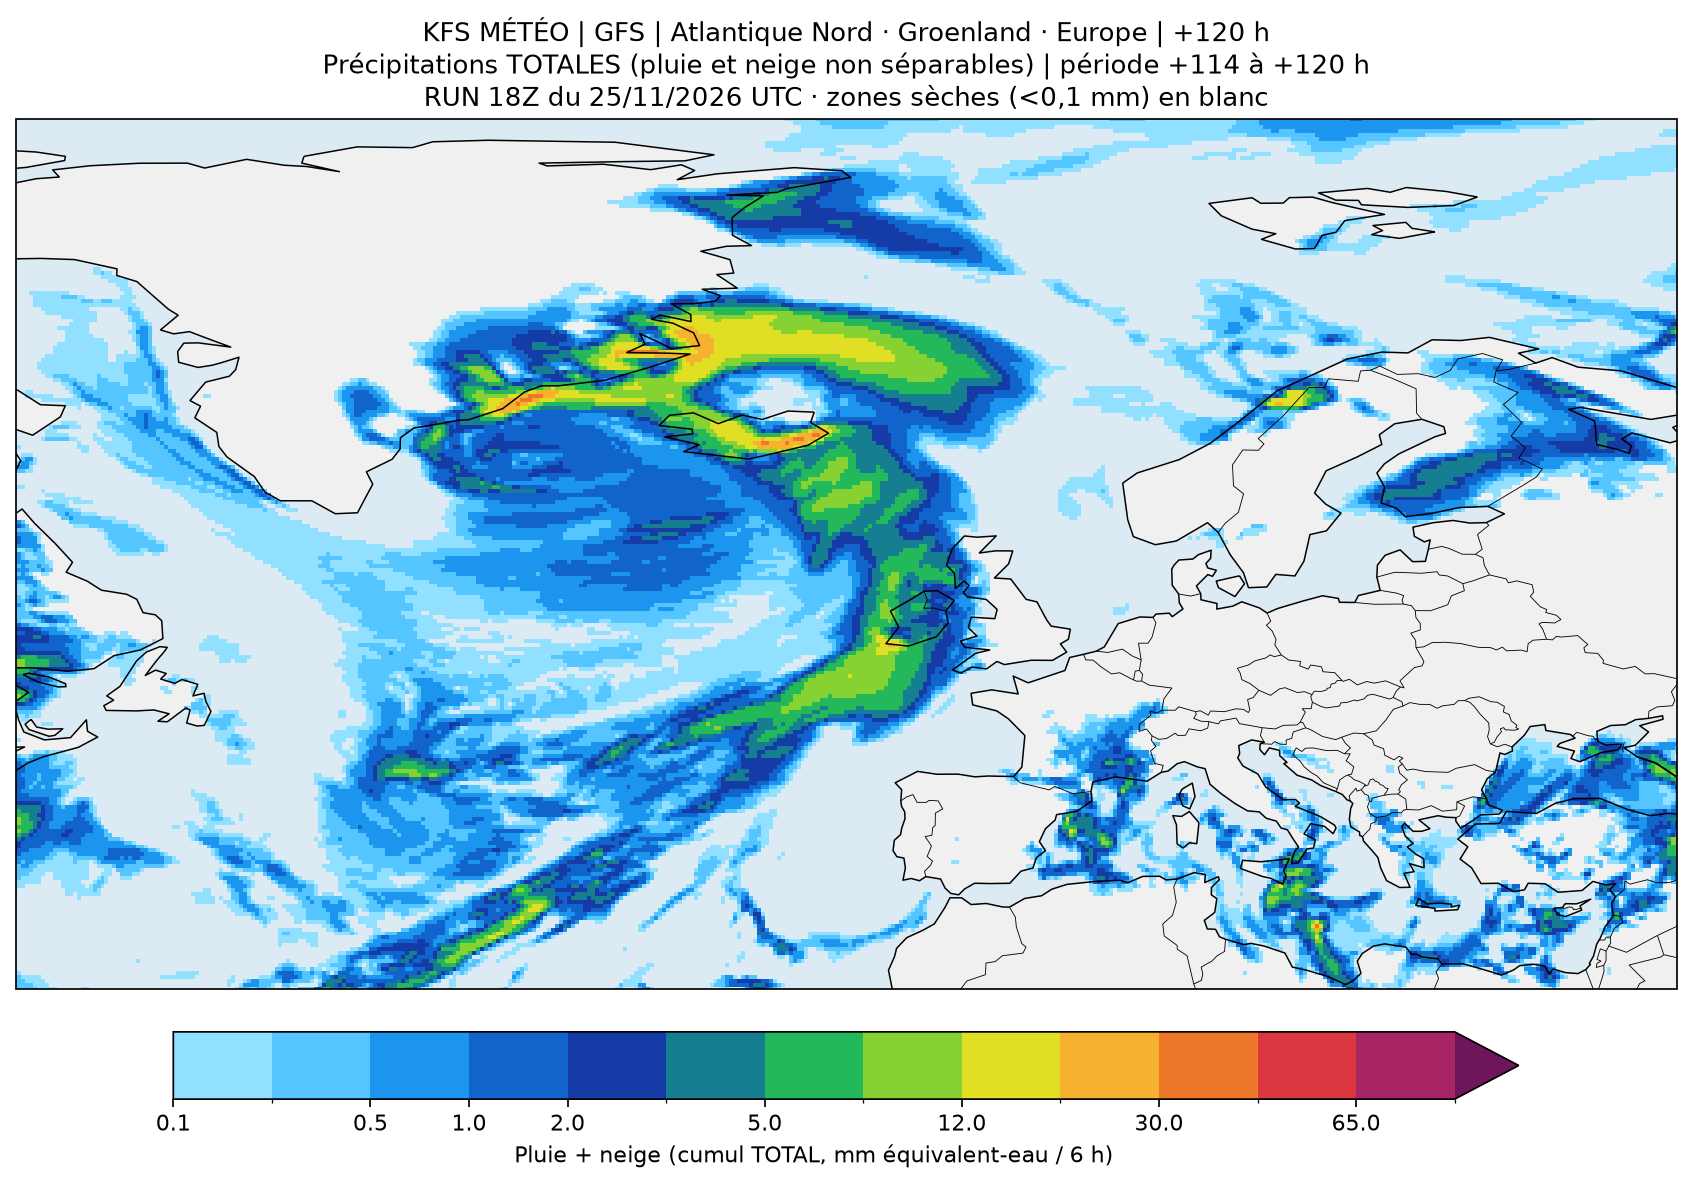 KFS MÉTÉO | GFS | Atlantique Nord · Groenland · Europe | +120 h
Précipitations TOTALES (pluie et neige non séparables) | période +114 à +120 h
RUN 18Z du 25/11/2026 UTC · zones sèches (<0,1 mm) en blanc
0.1 0.5 1.0 2.0 5.0 12.0 30.0 65.0
Pluie + neige (cumul TOTAL, mm équivalent-eau / 6 h)